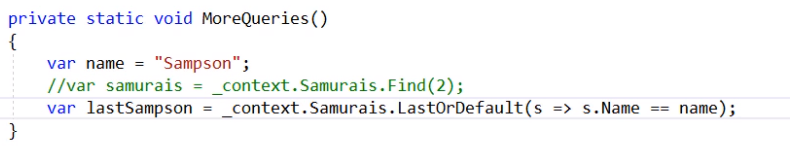 private static void MoreQueries()
{
    var name = "Sampson";
    //var samurais = _context.Samurais.Find(2);
    var lastSampson = _context.Samurais.LastOrDefault(s => s.Name == name);
}